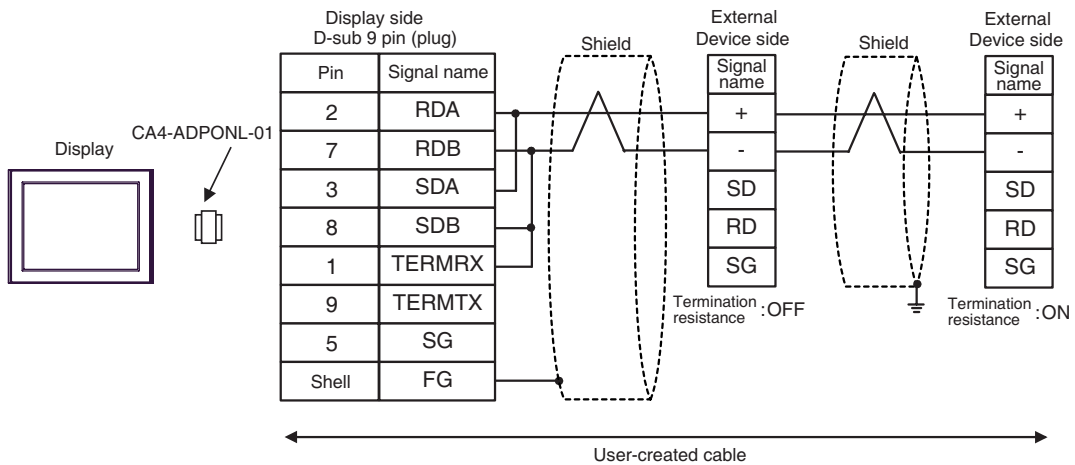 Display side
D-sub 9 pin (plug)
Shield
External
Device side
Shield
External
Device side
Pin
Signal name
2
RDA
7
RDB
3
SDA
8
SDB
1
TERMRX
9
TERMTX
5
SG
Shell
FG
CA4-ADPONL-01
Display
Signal
name
+
-
SD
RD
SG
Termination
resistance :OFF
Signal
name
+
-
SD
RD
SG
Termination
resistance :ON
User-created cable